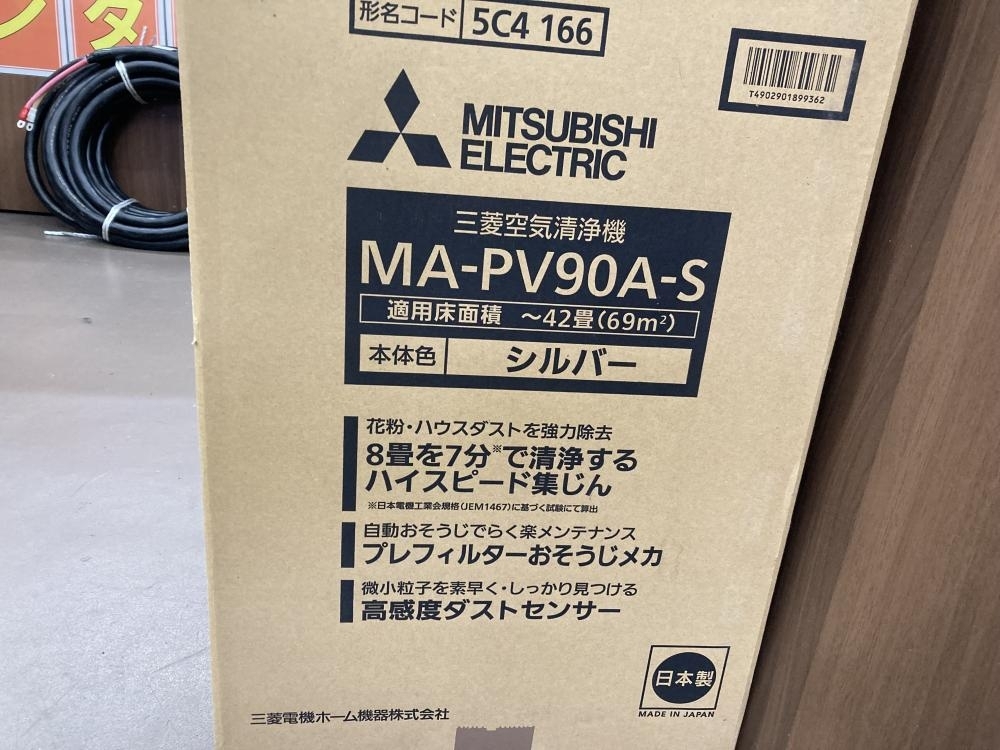 形名コード 5C4 166
T4902901899362
MITSUBISHI
ELECTRIC
三菱空気清浄機
MA-PV90A-S
適用床面積 ～42畳(69m²)
本体色 シルバー
花粉・ハウスダストを強力除去
8畳を7分※で清浄する
ハイスピード集じん
※日本電機工業会規格(JEM1467)に基づく試験にて算出
自動おそうじでらく楽メンテナンス
プレフィルターおそうじメカ
微小粒子を素早く・しっかり見つける
高感度ダストセンサー
日本製
MADE IN JAPAN
三菱電機ホーム機器株式会社